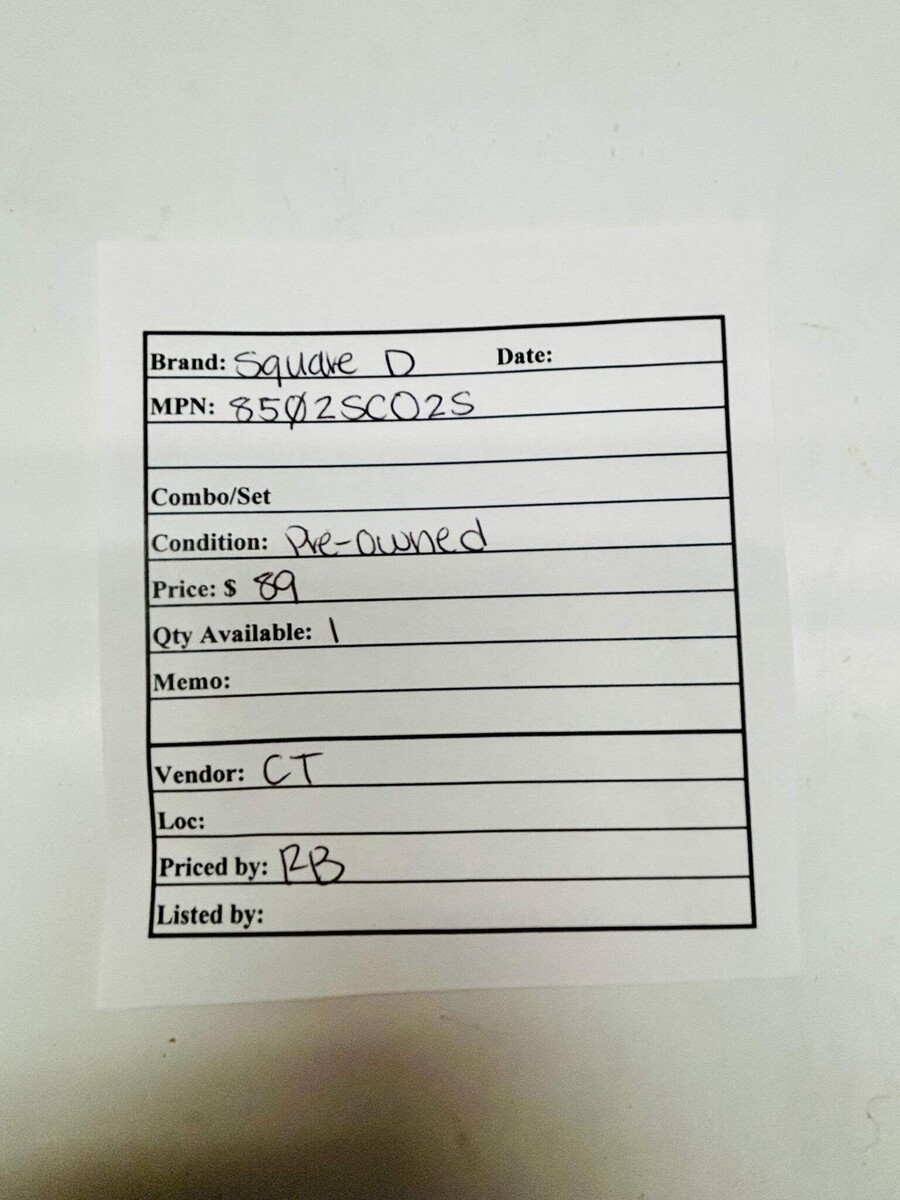 Brand: Square D Date:
MPN: 85Ø2SCO2S
Combo/Set
Condition: Pre-owned
Price: $ 89
Qty Available: 1
Memo:
Vendor: CT
Loc:
Priced by: RB
Listed by: